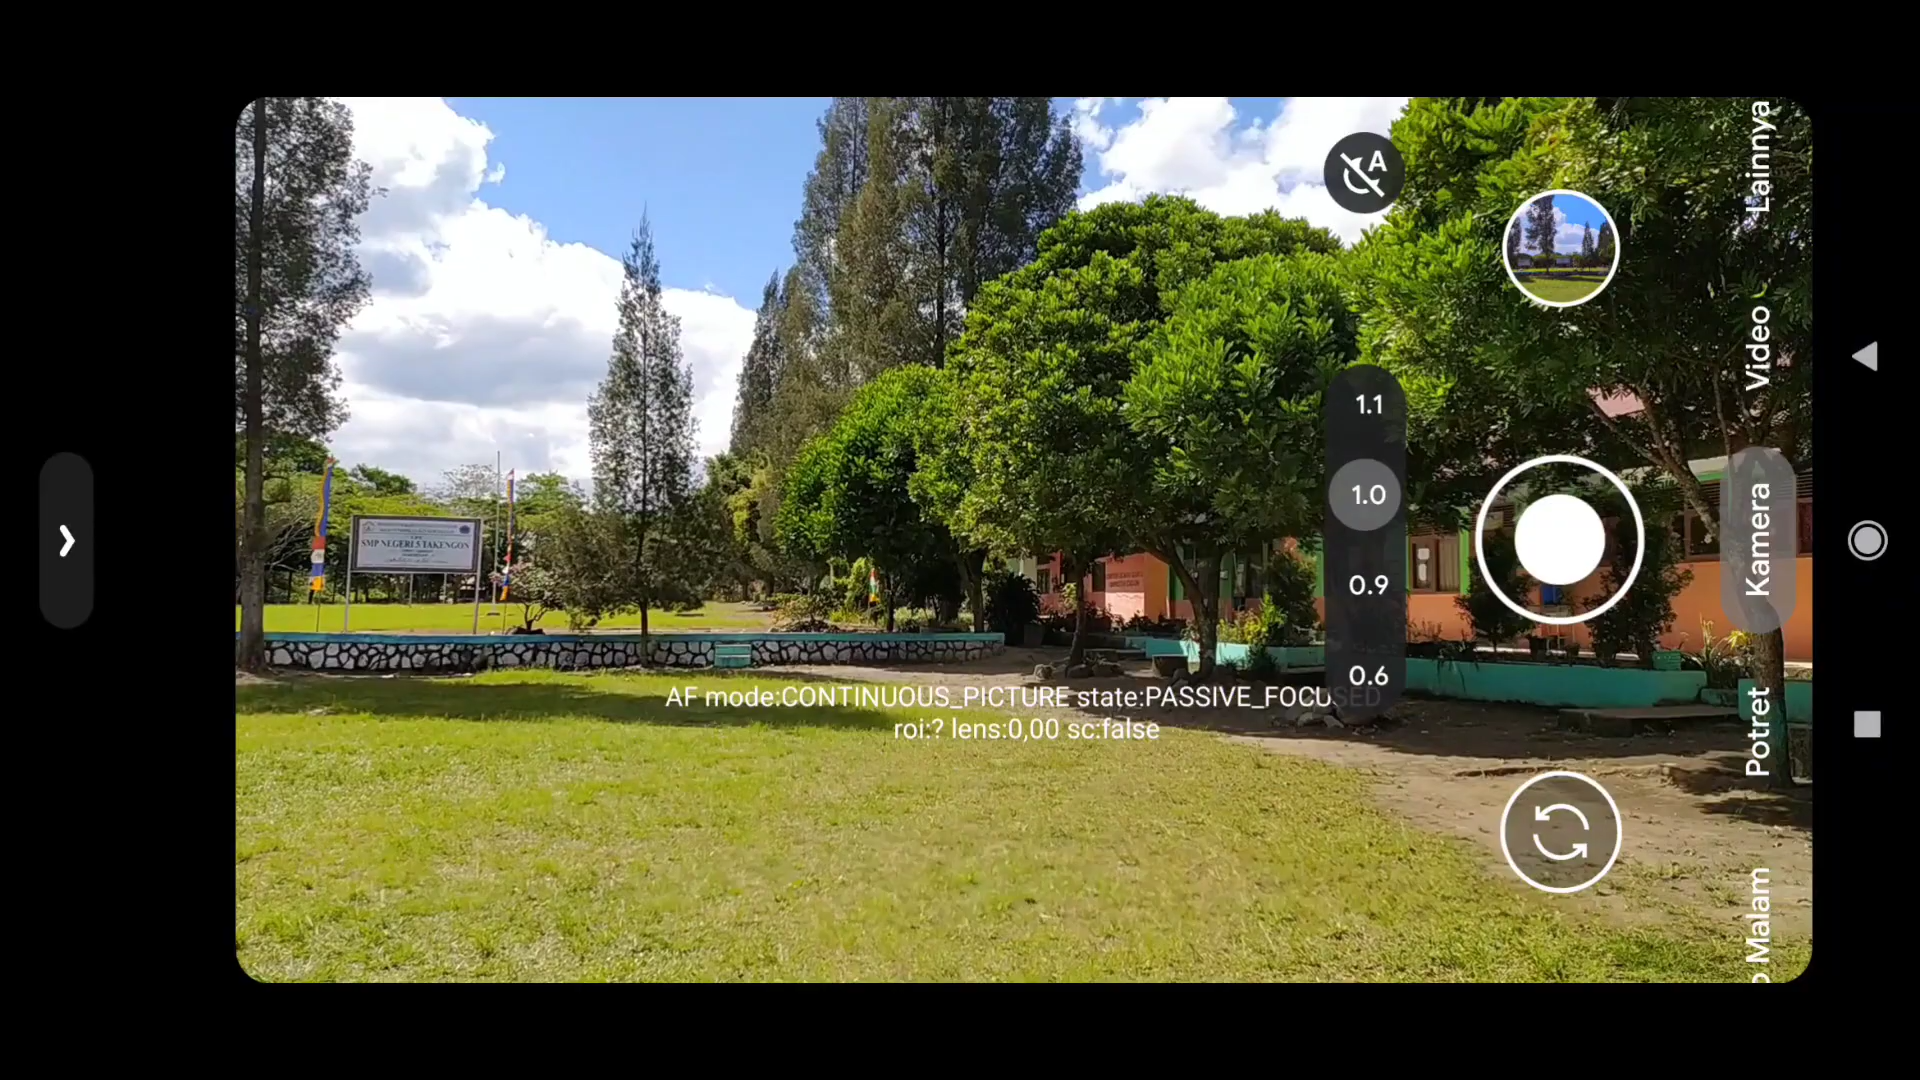 SMP NEGERI 5 TAKENGON
1.1
1.0
0.9
0.6
AF mode:CONTINUOUS_PICTURE state:PASSIVE_FOCUSED
roi:? lens:0,00 sc:false
Lainnya
Video
Kamera
Potret
Malam
A